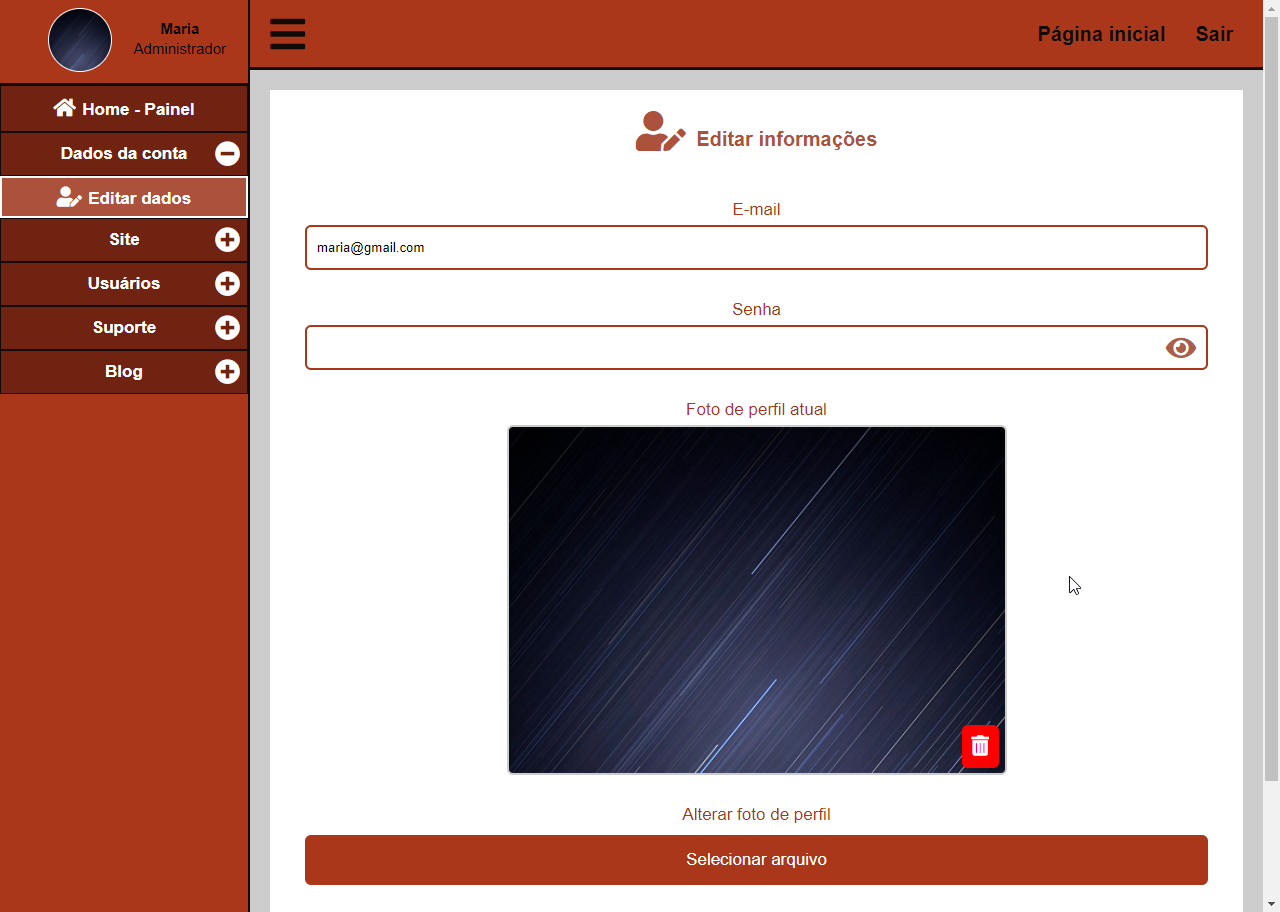 Maria
Administrador
Página inicial
Sair
Home - Painel
Dados da conta
Editar dados
Site
Usuários
Suporte
Blog
Editar informações
E-mail
maria@gmail.com
Senha
Foto de perfil atual
Alterar foto de perfil
Selecionar arquivo